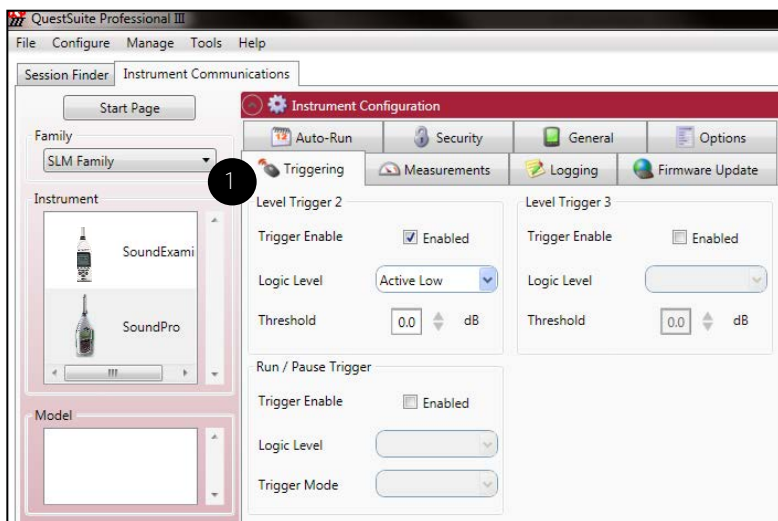 QuestSuite Professional III
File Configure Manage Tools Help
Session Finder Instrument Communications
Start Page
Instrument Configuration
Family
SLM Family
Auto-Run Security General Options
1
Triggering Measurements Logging Firmware Update
Instrument
SoundExami
SoundPro
Level Trigger 2
Trigger Enable Enabled
Logic Level Active Low
Threshold 0.0 dB
Level Trigger 3
Trigger Enable Enabled
Logic Level
Threshold 0.0 dB
Run / Pause Trigger
Trigger Enable Enabled
Logic Level
Trigger Mode
Model